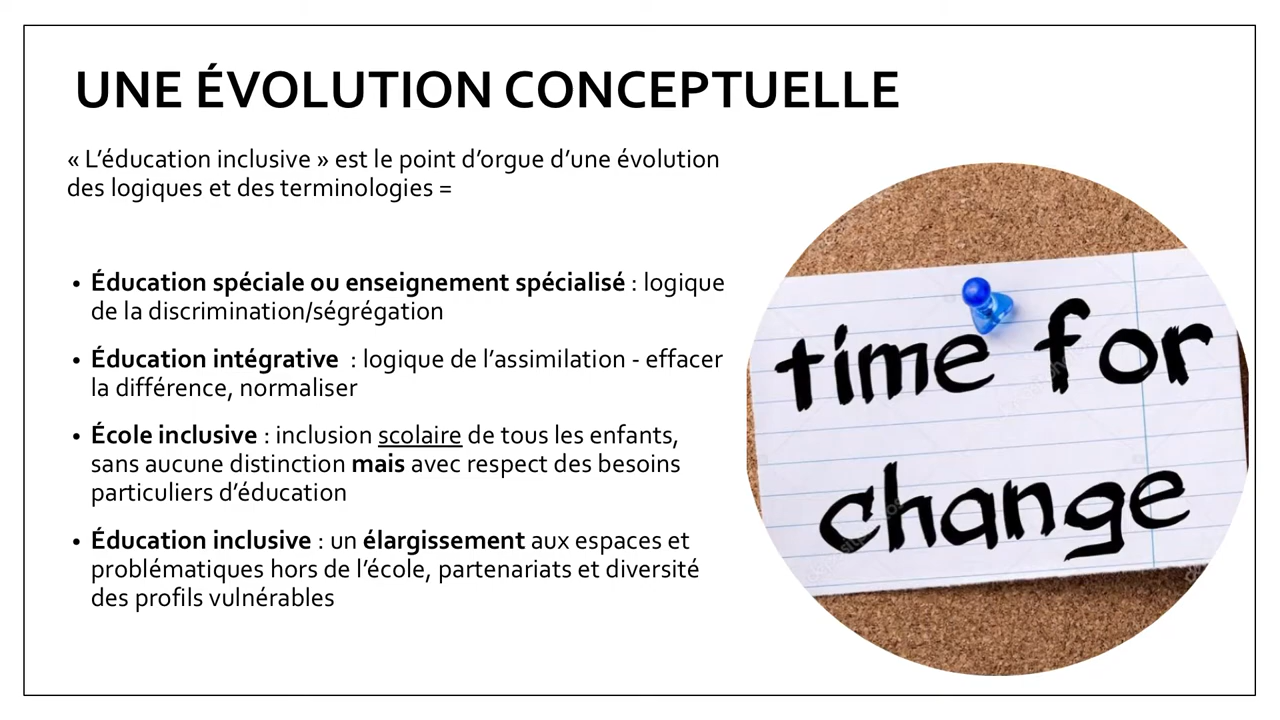 UNE ÉVOLUTION CONCEPTUELLE
« L’éducation inclusive » est le point d’orgue d’une évolution
des logiques et des terminologies =
• Éducation spéciale ou enseignement spécialisé : logique
de la discrimination/ségrégation
• Éducation intégrative : logique de l’assimilation - effacer
la différence, normaliser
• École inclusive : inclusion scolaire de tous les enfants,
sans aucune distinction mais avec respect des besoins
particuliers d’éducation
• Éducation inclusive : un élargissement aux espaces et
problématiques hors de l’école, partenariats et diversité
des profils vulnérables
time for
change